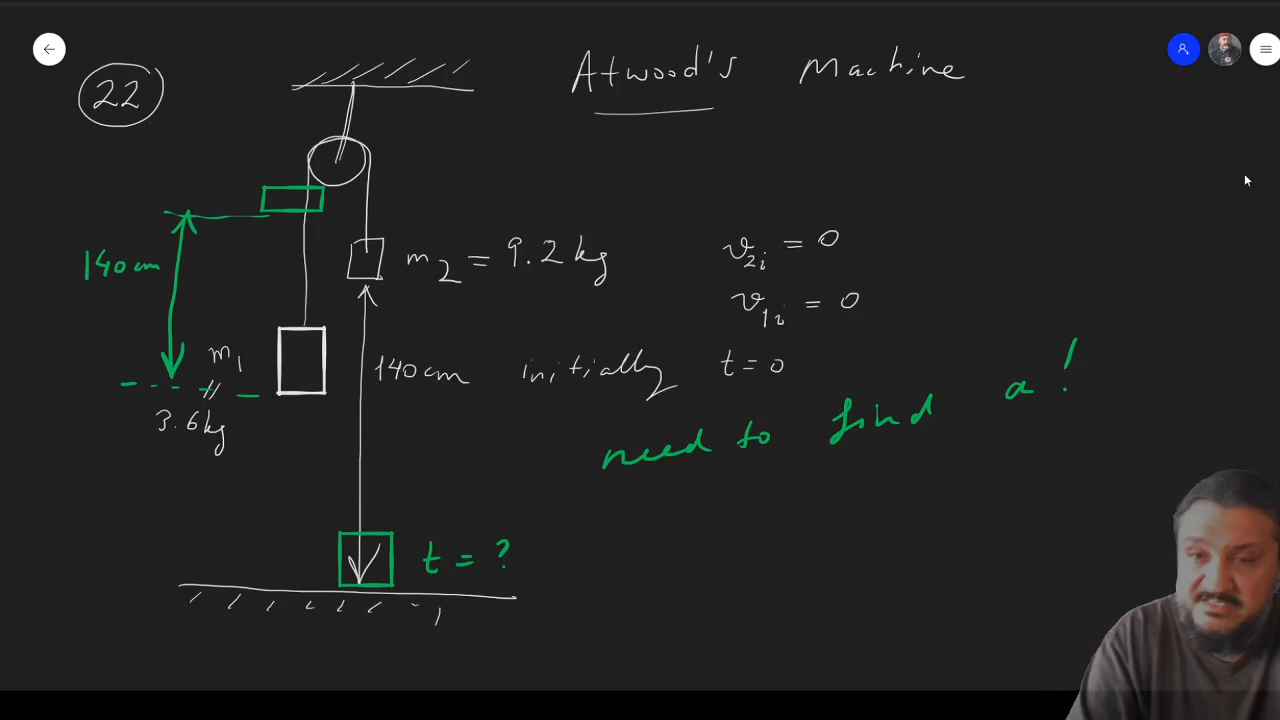 22
Atwood's Machine
m2 = 9.2 kg
v2i = 0
140 cm
v1i = 0
m1
140 cm initially t = 0
3.6 kg
need to find a!
t = ?